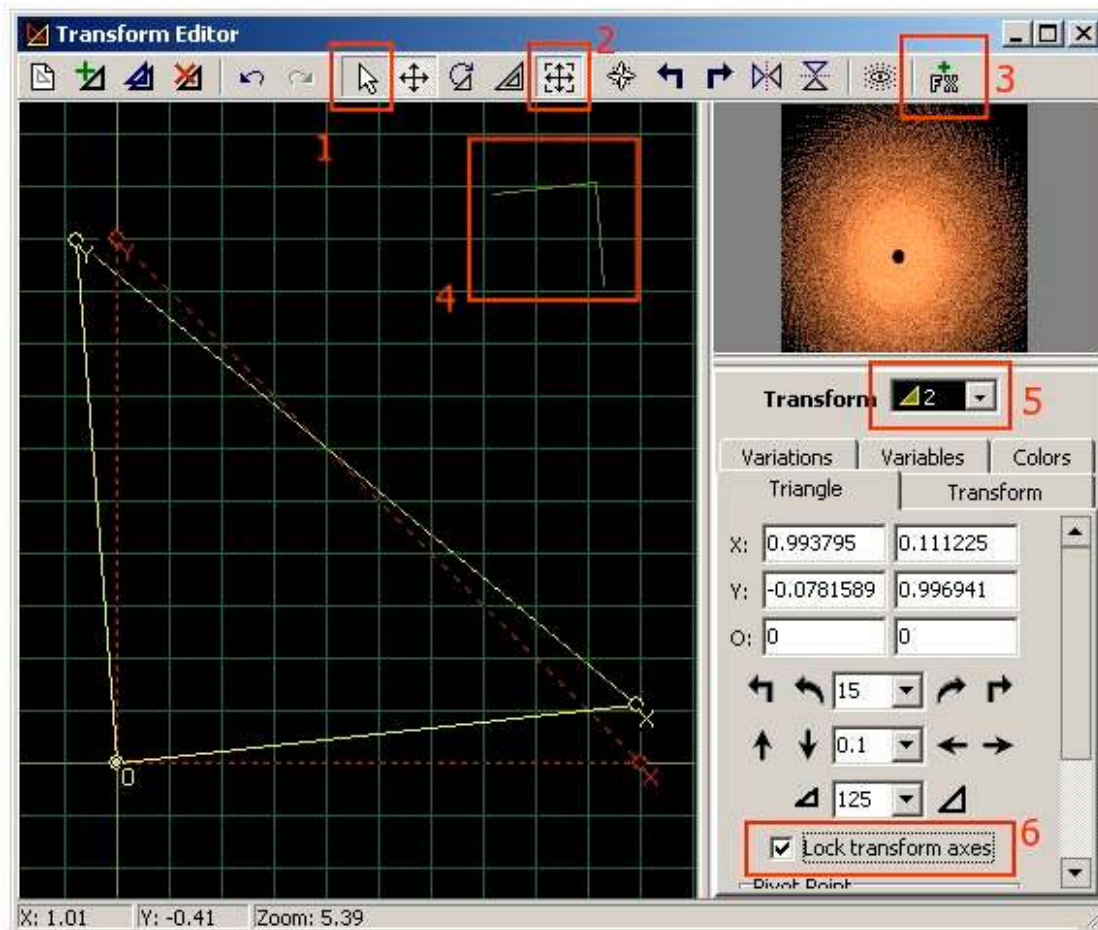 Transform Editor
2
FX
3
1
4
Y
Y
X
X
O
Transform
2
5
Variations
Variables
Colors
Triangle
Transform
X: 0.993795 0.111225
Y: -0.0781589 0.996941
O: 0 0
15
0.1
125
Lock transform axes
6
Pivot Point
X: 1.01 Y: -0.41 Zoom: 5.39